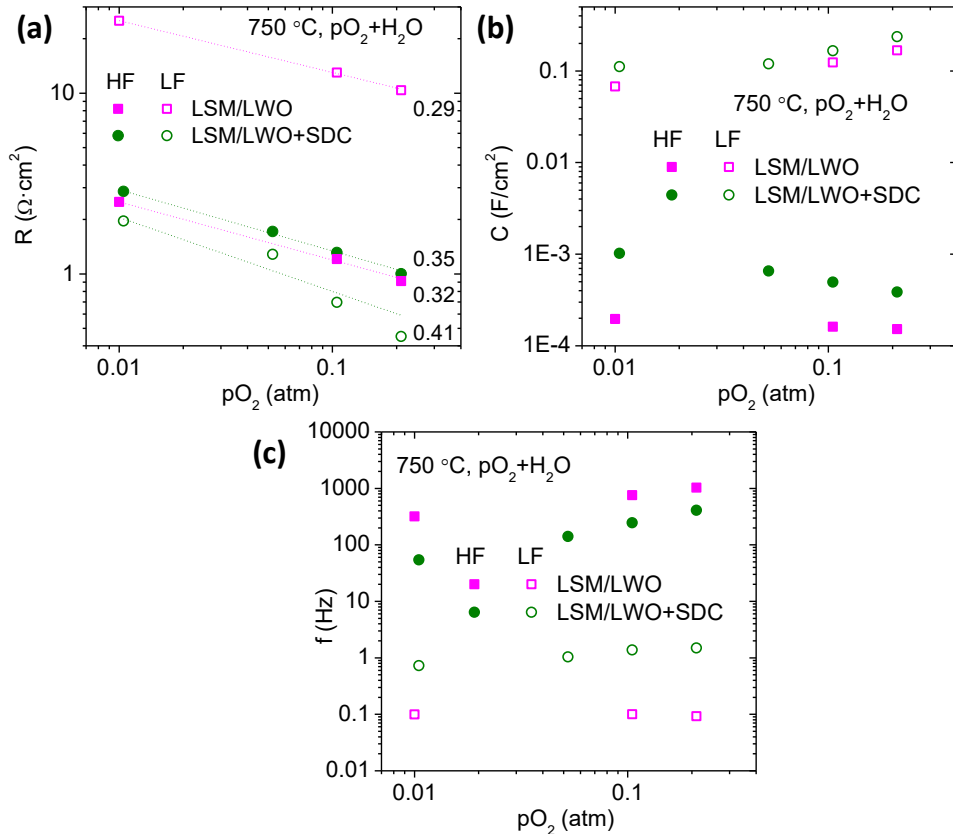 (a)
750 °C, pO₂+H₂O
HF LF
LSM/LWO
LSM/LWO+SDC
10
1
R (Ω·cm²)
0.29
0.35
0.32
0.41
0.01 0.1
pO₂ (atm)
(b)
750 °C, pO₂+H₂O
HF LF
LSM/LWO
LSM/LWO+SDC
0.1
0.01
1E-3
1E-4
C (F/cm²)
0.01 0.1
pO₂ (atm)
(c)
750 °C, pO₂+H₂O
HF LF
LSM/LWO
LSM/LWO+SDC
10000
1000
100
10
1
0.1
0.01
f (Hz)
0.01 0.1
pO₂ (atm)